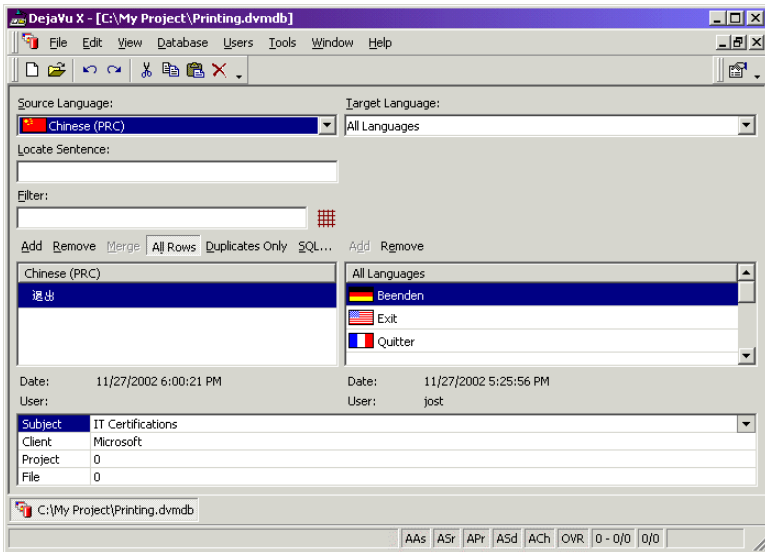 DejaVu X - [C:\My Project\Printing.dvmdb]
File Edit View Database Users Tools Window Help
Source Language: Target Language:
Chinese (PRC) All Languages
Locate Sentence:
Filter:
Add Remove Merge All Rows Duplicates Only SQL... Add Remove
Chinese (PRC) All Languages
退出 Beenden
Exit
Quitter
Date: 11/27/2002 6:00:21 PM Date: 11/27/2002 5:25:56 PM
User: User: jost
Subject IT Certifications
Client Microsoft
Project 0
File 0
C:\My Project\Printing.dvmdb
AAs ASr APr ASd ACh OVR 0 - 0/0 0/0